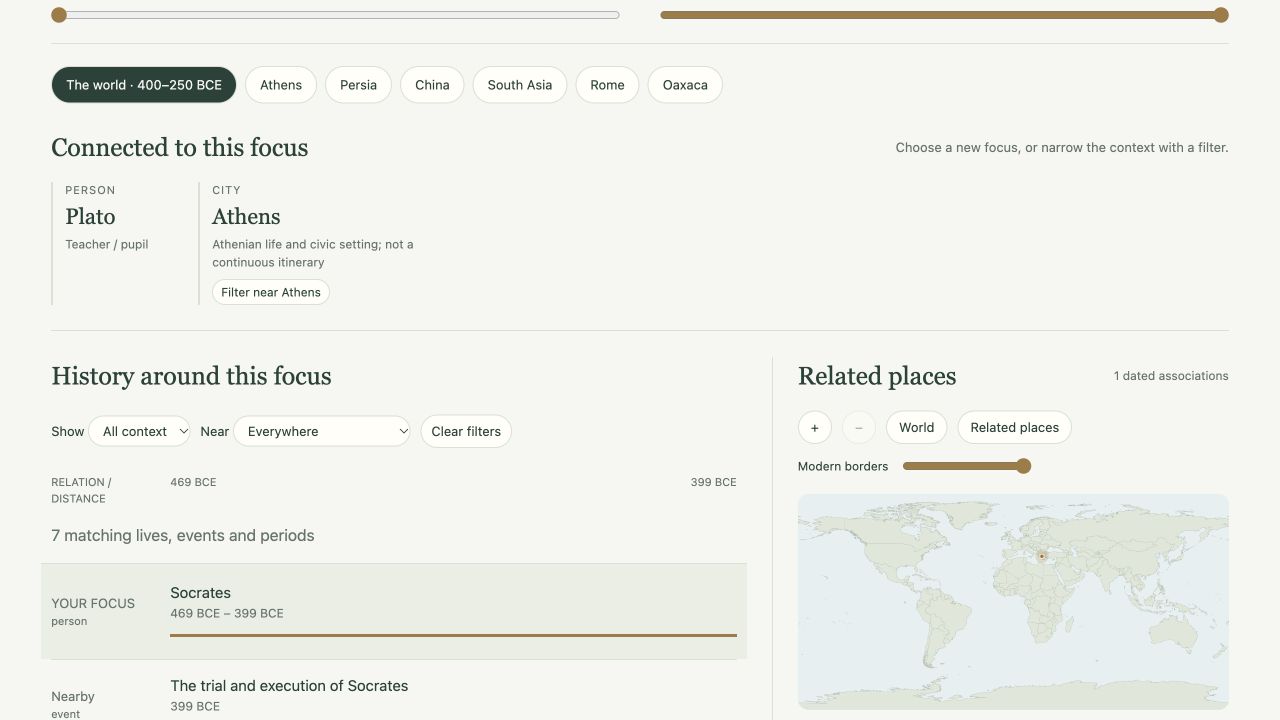 The world · 400–250 BCE
Athens
Persia
China
South Asia
Rome
Oaxaca
Connected to this focus
Choose a new focus, or narrow the context with a filter.
PERSON
Plato
Teacher / pupil
CITY
Athens
Athenian life and civic setting; not a
continuous itinerary
Filter near Athens
History around this focus
Show
All context
Near
Everywhere
Clear filters
RELATION /
DISTANCE
469 BCE
399 BCE
7 matching lives, events and periods
YOUR FOCUS
person
Socrates
469 BCE – 399 BCE
Nearby
event
The trial and execution of Socrates
399 BCE
Related places
1 dated associations
+
−
World
Related places
Modern borders